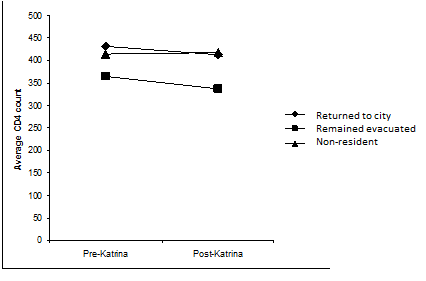 500
450
400
350
300
250
200
150
100
50
0
Average CD4 count
Pre-Katrina
Post-Katrina
Returned to city
Remained evacuated
Non-resident